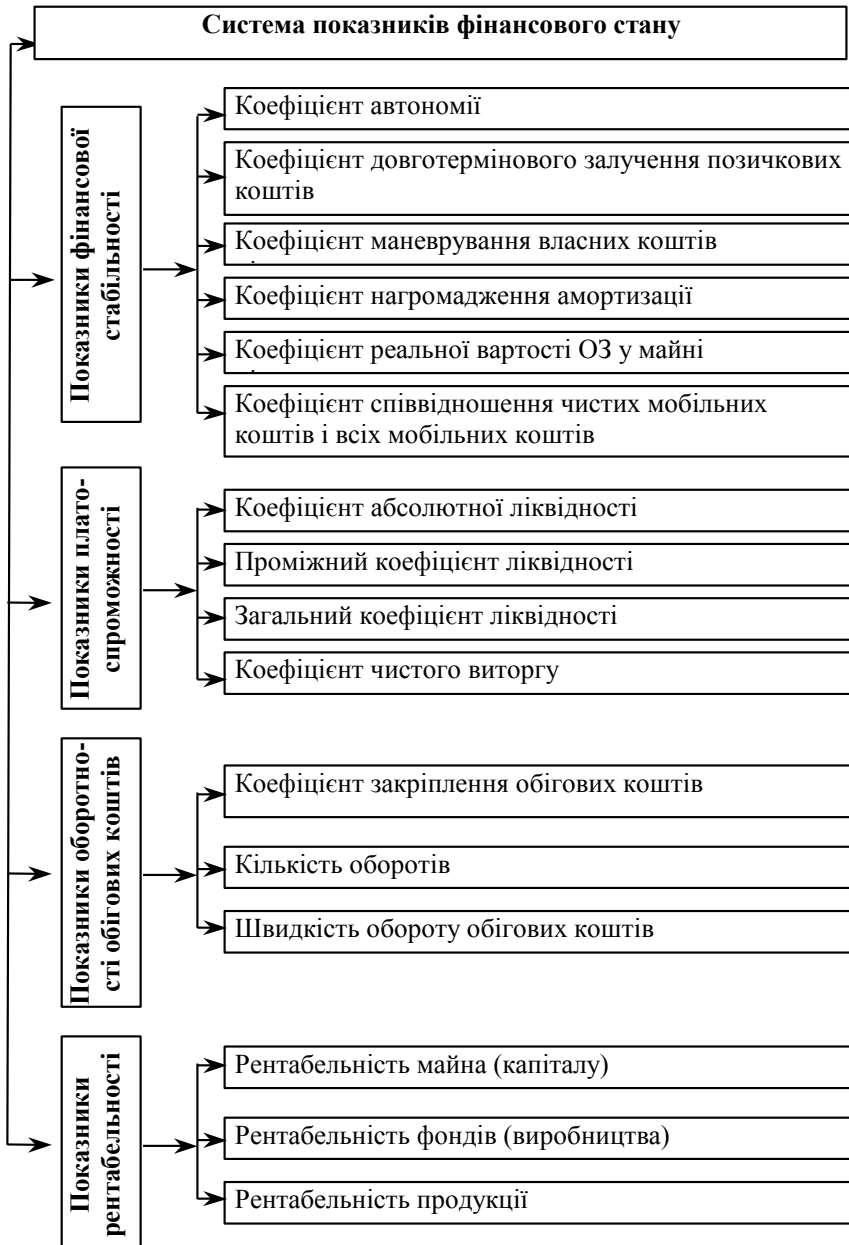 Система показників фінансового стану
Показники фінансової
стабільності
Коефіцієнт автономії
Коефіцієнт довготермінового залучення позичкових
коштів
Коефіцієнт маневрування власних коштів
Коефіцієнт нагромадження амортизації
Коефіцієнт реальної вартості ОЗ у майні
Коефіцієнт співвідношення чистих мобільних
коштів і всіх мобільних коштів
Показники плато-
спроможності
Коефіцієнт абсолютної ліквідності
Проміжний коефіцієнт ліквідності
Загальний коефіцієнт ліквідності
Коефіцієнт чистого виторгу
Показники оборотно-
сті обігових коштів
Коефіцієнт закріплення обігових коштів
Кількість оборотів
Швидкість обороту обігових коштів
Показники
рентабельності
Рентабельність майна (капіталу)
Рентабельність фондів (виробництва)
Рентабельність продукції